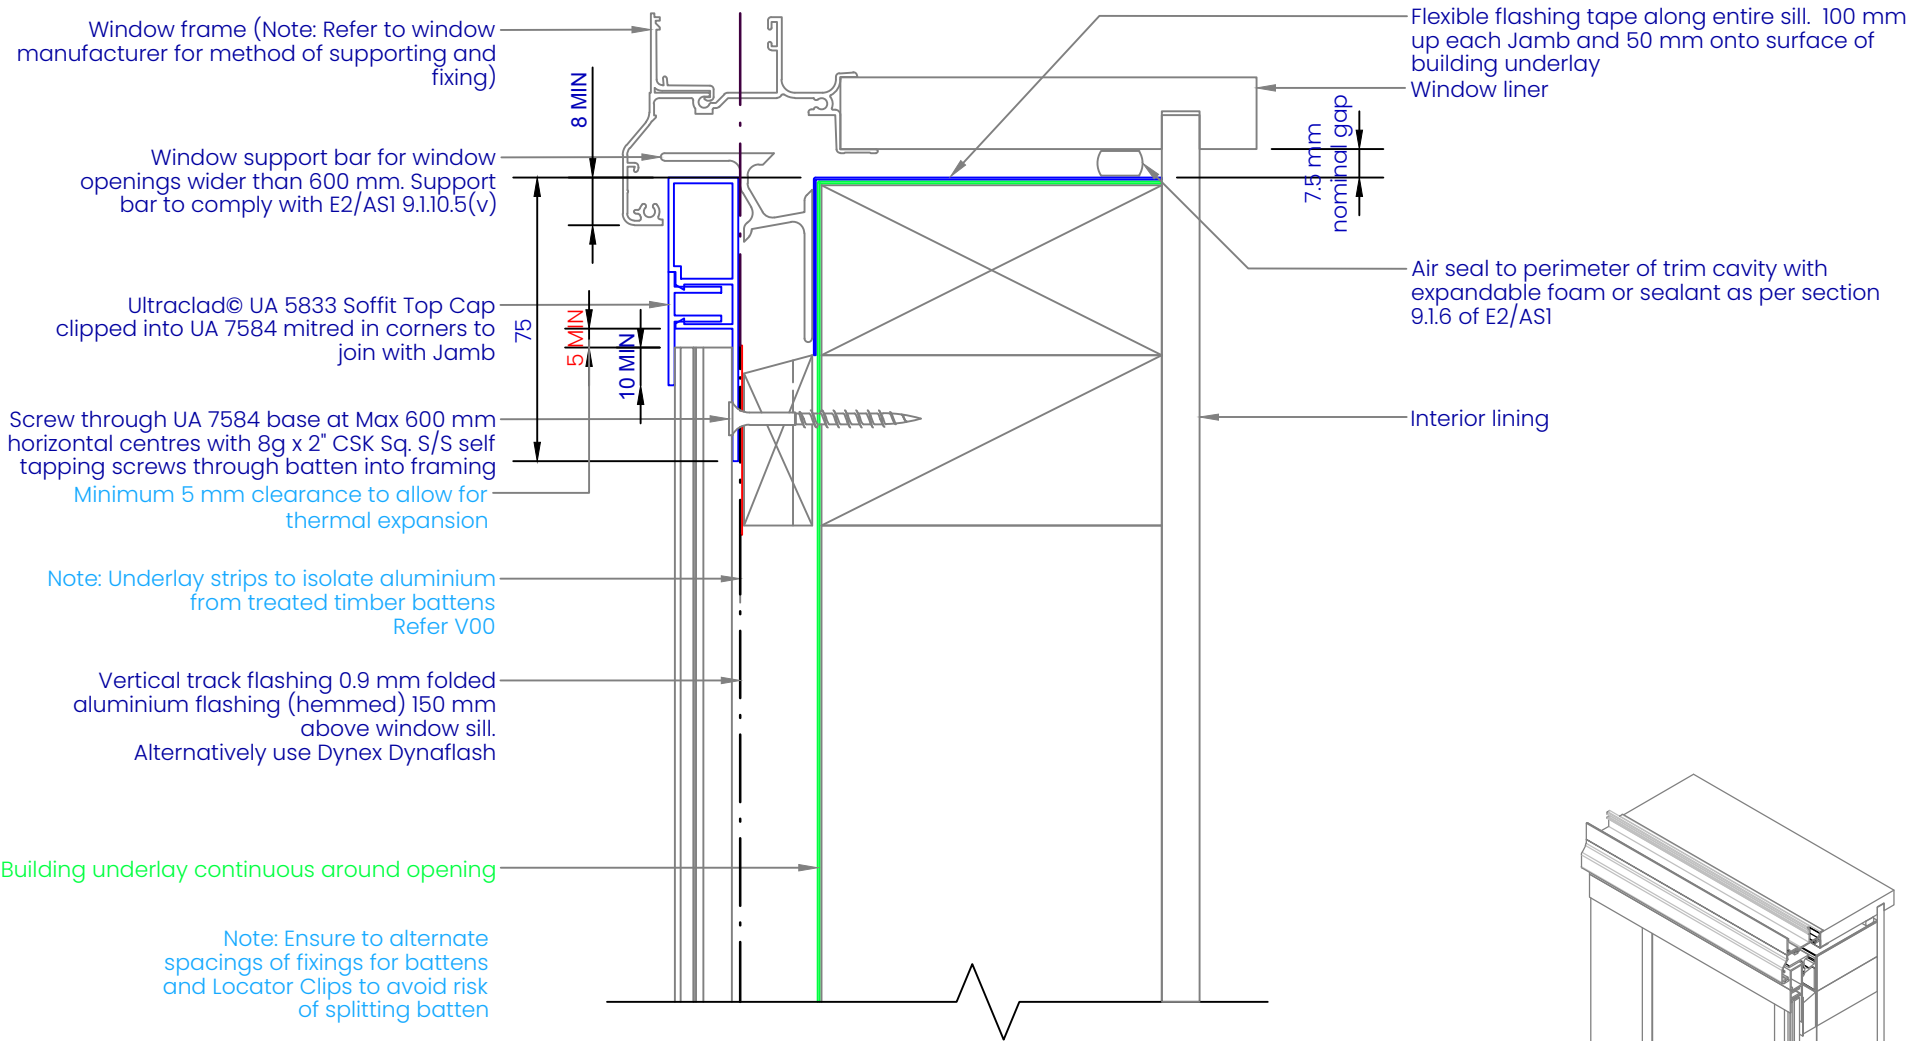 Window frame (Note: Refer to window
manufacturer for method of supporting and
fixing)
8 MIN
Window support bar for window
openings wider than 600 mm. Support
bar to comply with E2/AS1 9.1.10.5(v)
75
Ultraclad© UA 5833 Soffit Top Cap
clipped into UA 7584 mitred in corners to
join with Jamb
5 MIN
10 MIN
Screw through UA 7584 base at Max 600 mm
horizontal centres with 8g x 2" CSK Sq. S/S self
tapping screws through batten into framing
Minimum 5 mm clearance to allow for
thermal expansion
Note: Underlay strips to isolate aluminium
from treated timber battens
Refer V00
Vertical track flashing 0.9 mm folded
aluminium flashing (hemmed) 150 mm
above window sill.
Alternatively use Dynex Dynaflash
Building underlay continuous around opening
Note: Ensure to alternate
spacings of fixings for battens
and Locator Clips to avoid risk
of splitting batten
Flexible flashing tape along entire sill. 100 mm
up each Jamb and 50 mm onto surface of
building underlay
Window liner
7.5 mm
nominal gap
Air seal to perimeter of trim cavity with
expandable foam or sealant as per section
9.1.6 of E2/AS1
Interior lining